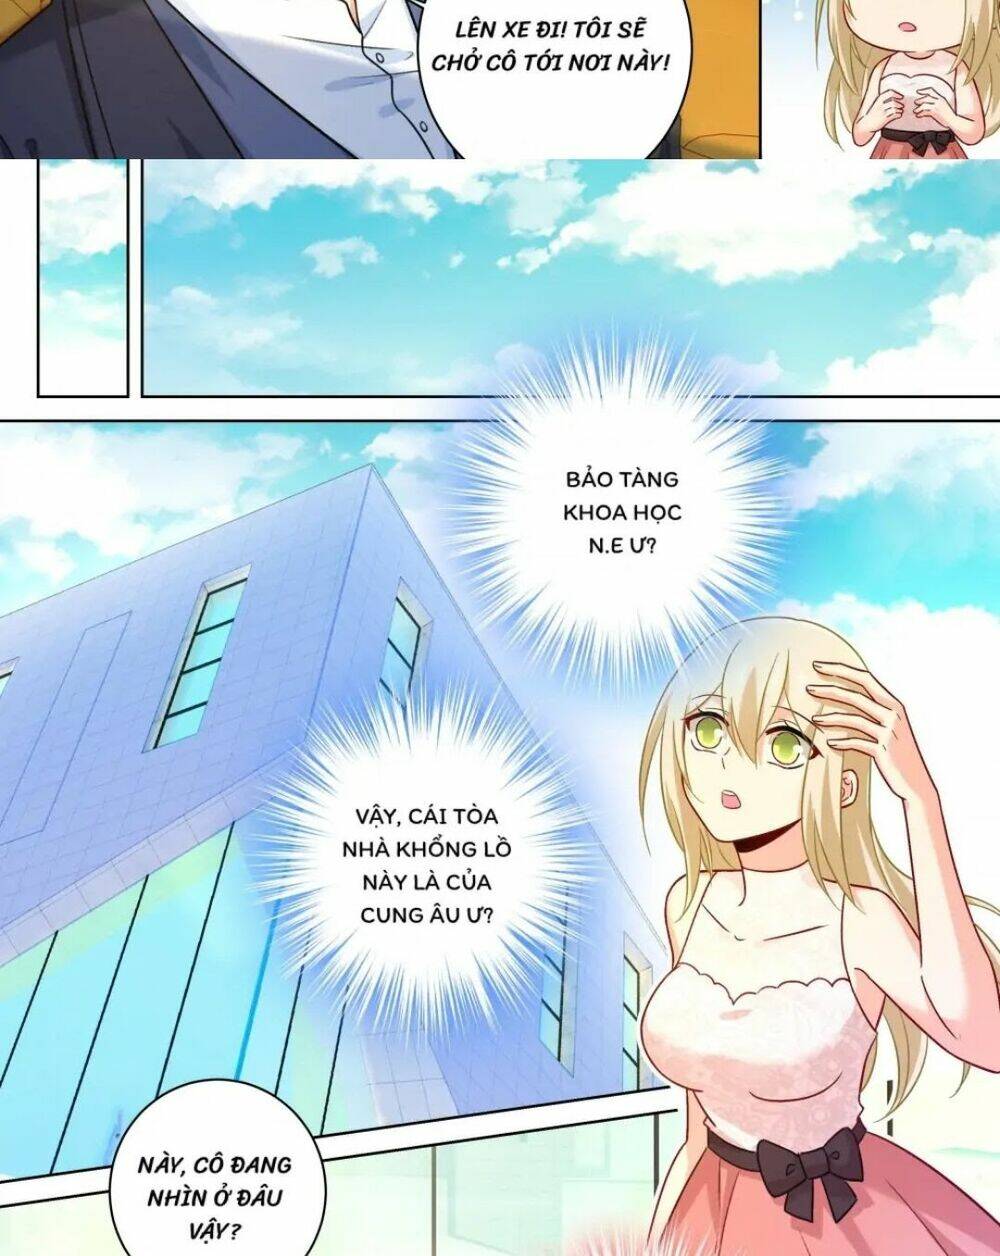 LÊN XE ĐI! TÔI SẼ
CHỞ CÔ TỚI NƠI NÀY!
BẢO TÀNG
KHOA HỌC
N.E Ư?
VẬY, CÁI TÒA
NHÀ KHỔNG LỒ
NÀY LÀ CỦA
CUNG ÂU Ư?
NÀY, CÔ ĐANG
NHÌN Ở ĐÂU
VẬY?